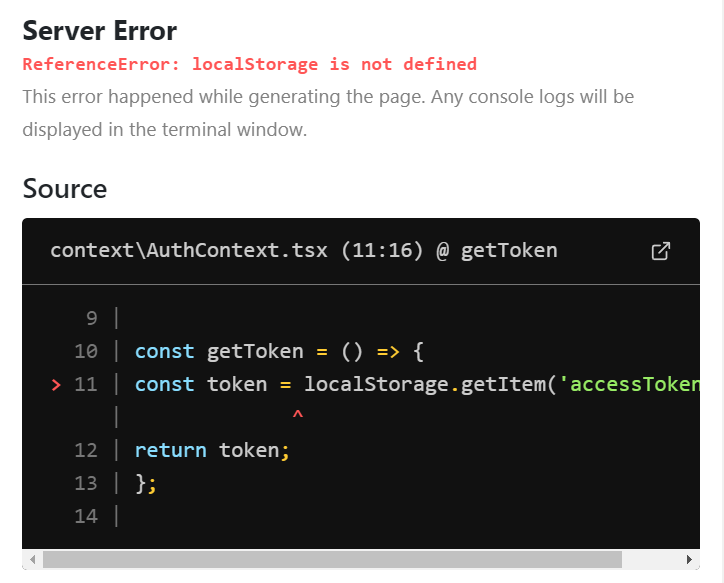 Server Error
ReferenceError: localStorage is not defined
This error happened while generating the page. Any console logs will be
displayed in the terminal window.
Source
context\AuthContext.tsx (11:16) @ getToken
9 |
10 | const getToken = () => {
> 11 | const token = localStorage.getItem('accessToken
| ^
12 | return token;
13 | };
14 |